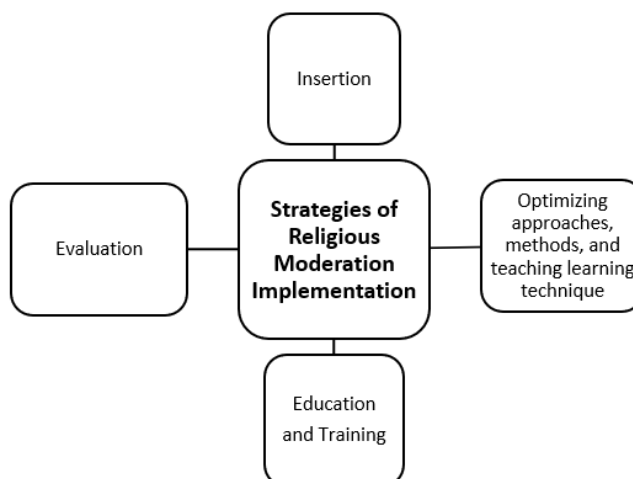 Insertion
Evaluation
Strategies of
Religious
Moderation
Implementation
Optimizing
approaches,
methods, and
teaching learning
technique
Education
and Training